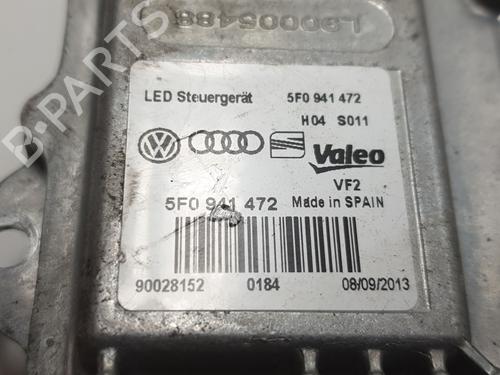 L90005488
LED Steuergerät 5F0 941 472
H04 S011
Valeo
VF2
5F0 941 472 Made in SPAIN
90028152 0184 08/09/2013
B-Parts